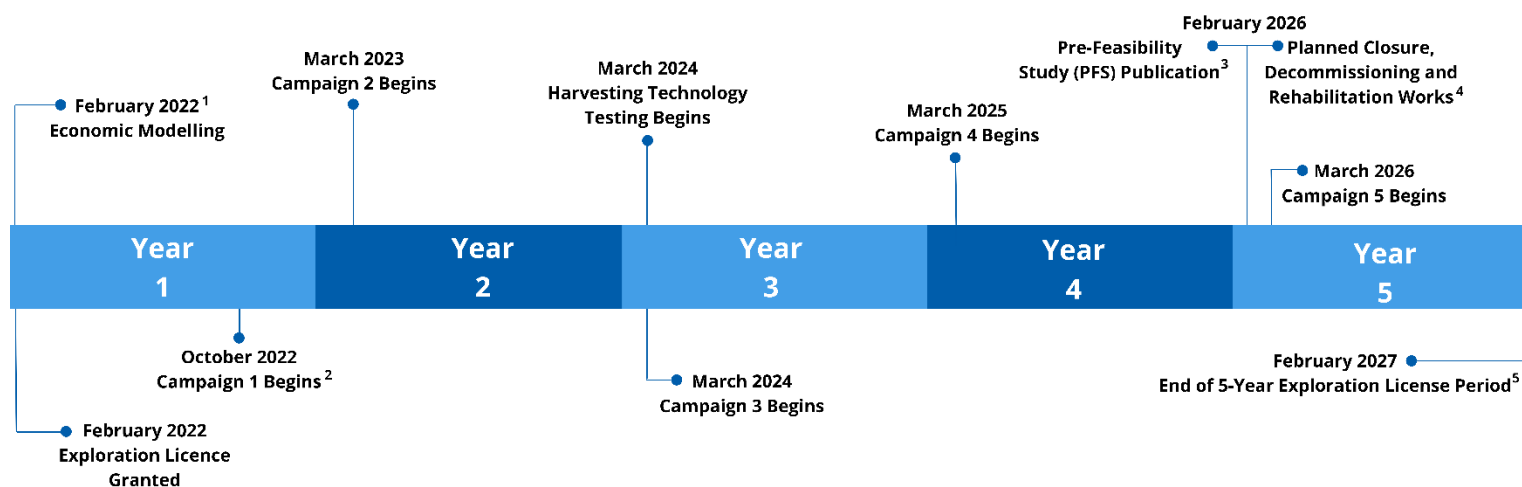 February 2026
Pre-Feasibility
Study (PFS) Publication3
Planned Closure,
Decommissioning and
Rehabilitation Works4
March 2023
Campaign 2 Begins
March 2024
Harvesting Technology
Testing Begins
February 20221
Economic Modelling
March 2025
Campaign 4 Begins
March 2026
Campaign 5 Begins
Year
1
Year
2
Year
3
Year
4
Year
5
October 2022
Campaign 1 Begins2
March 2024
Campaign 3 Begins
February 2027
End of 5-Year Exploration License Period5
February 2022
Exploration Licence
Granted